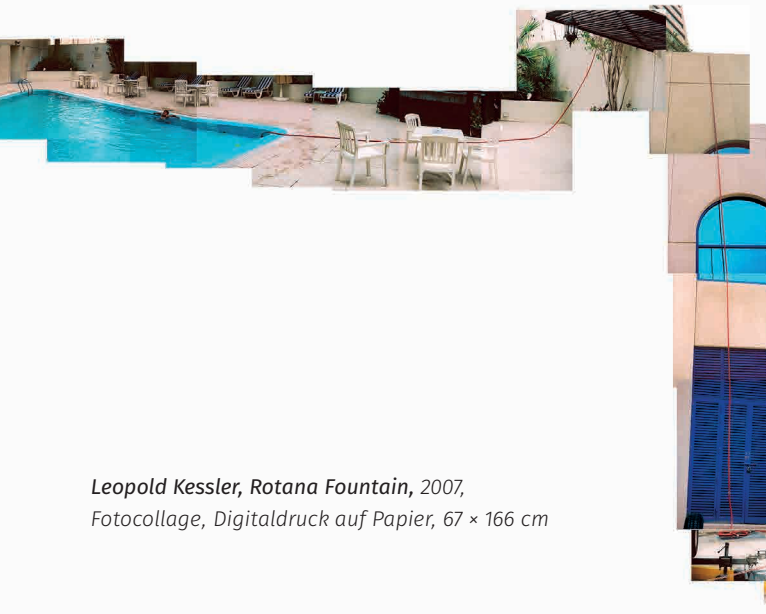 Leopold Kessler, Rotana Fountain, 2007,
Fotocollage, Digitaldruck auf Papier, 67 × 166 cm